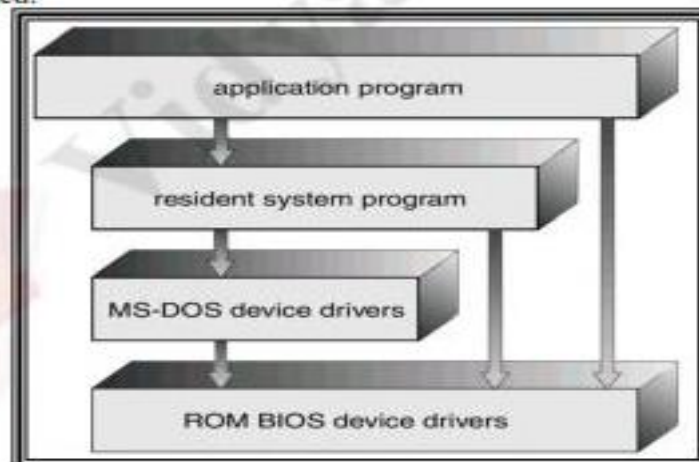 application program
resident system program
MS-DOS device drivers
ROM BIOS device drivers